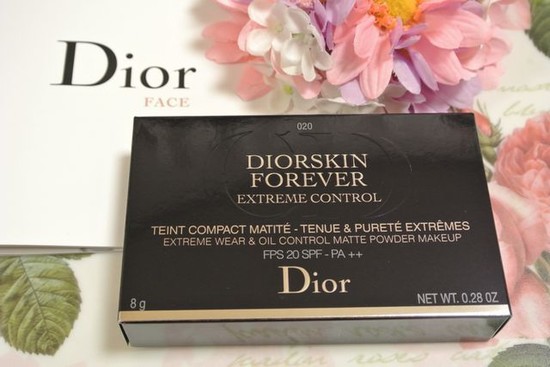 Dior
FACE
020
DIORSKIN
FOREVER
EXTREME CONTROL
TEINT COMPACT MATITÉ - TENUE & PURETÉ EXTRÊMES
EXTREME WEAR & OIL CONTROL MATTE POWDER MAKEUP
FPS 20 SPF - PA ++
Dior
8 g
NET WT. 0.28 OZ